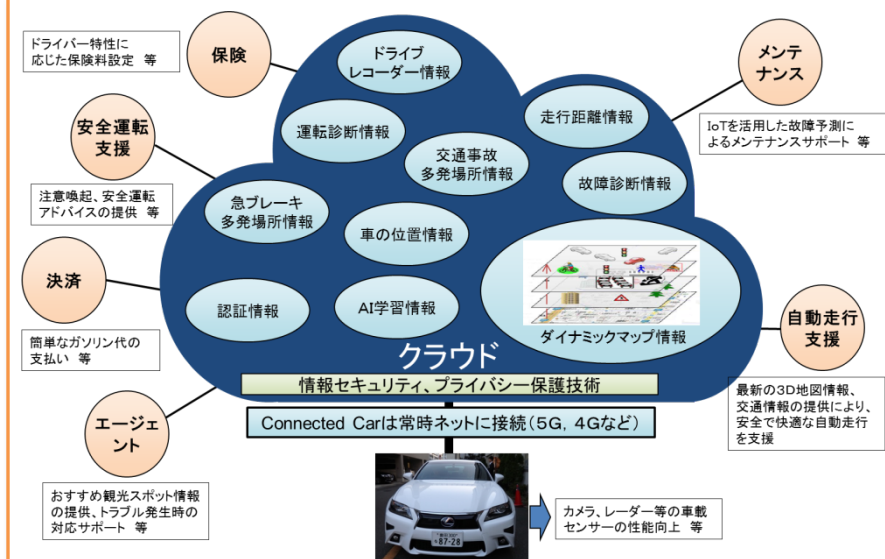 ドライバー特性に
応じた保険料設定 等
保険
ドライブ
レコーダー情報
メンテ
ナンス
IoTを活用した故障予測に
よるメンテナンスサポート 等
運転診断情報
走行距離情報
安全運転
支援
交通事故
多発場所情報
故障診断情報
注意喚起、安全運転
アドバイスの提供 等
急ブレーキ
多発場所情報
車の位置情報
決済
簡単なガソリン代の
支払い 等
認証情報
AI学習情報
ダイナミックマップ情報
自動走行
支援
最新の3D地図情報、
交通情報の提供により、
安全で快適な自動走行
を支援
クラウド
情報セキュリティ、プライバシー保護技術
Connected Carは常時ネットに接続(5G, 4Gなど)
エージェ
ント
おすすめ観光スポット情報
の提供、トラブル発生時の
対応サポート 等
87-28
カメラ、レーダー等の車載
センサーの性能向上 等